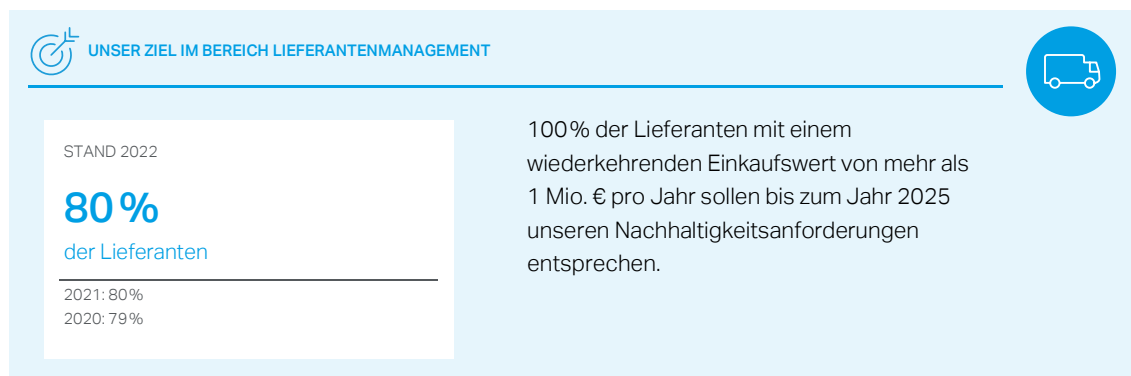 UNSER ZIEL IM BEREICH LIEFERANTENMANAGEMENT
STAND 2022
80 %
der Lieferanten
2021: 80 %
2020: 79 %
100 % der Lieferanten mit einem
wiederkehrenden Einkaufswert von mehr als
1 Mio. € pro Jahr sollen bis zum Jahr 2025
unseren Nachhaltigkeitsanforderungen
entsprechen.